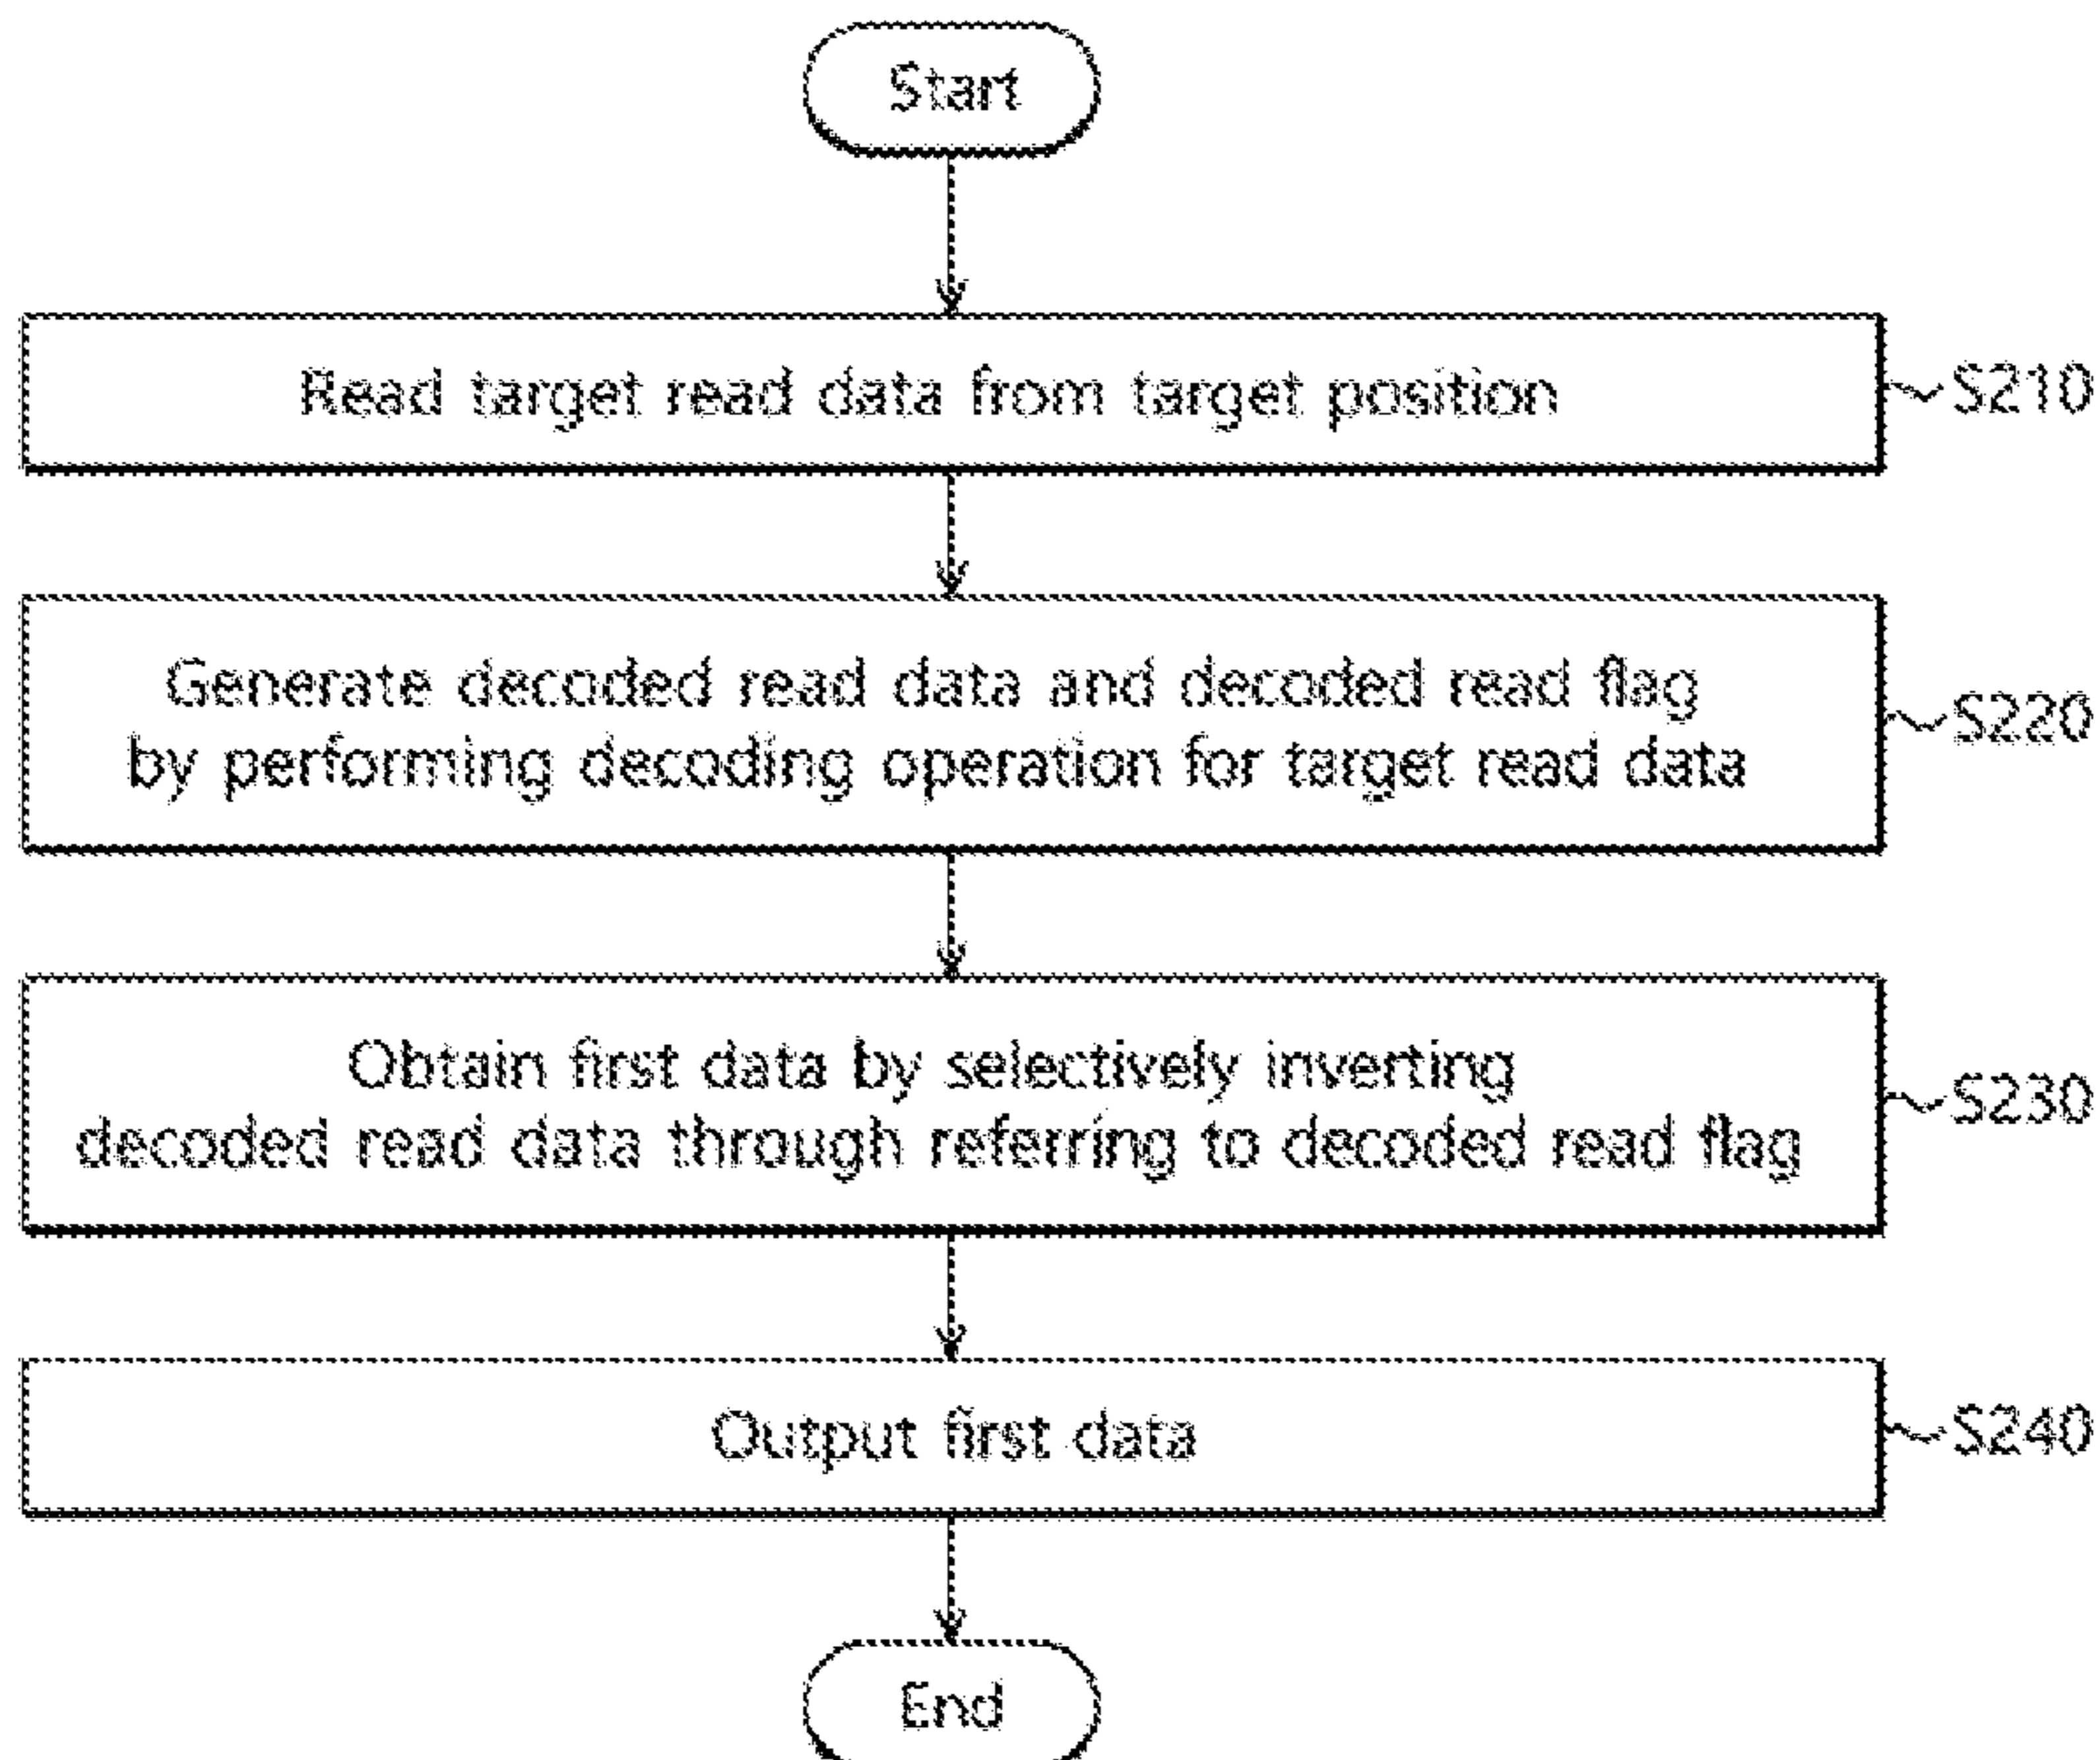 Start
Read target read data from target position
S210
Generate decoded read data and decoded read flag
by performing decoding operation for target read data
S220
Obtain first data by selectively inverting
decoded read data through referring to decoded read flag
S230
Output first data
S240
End